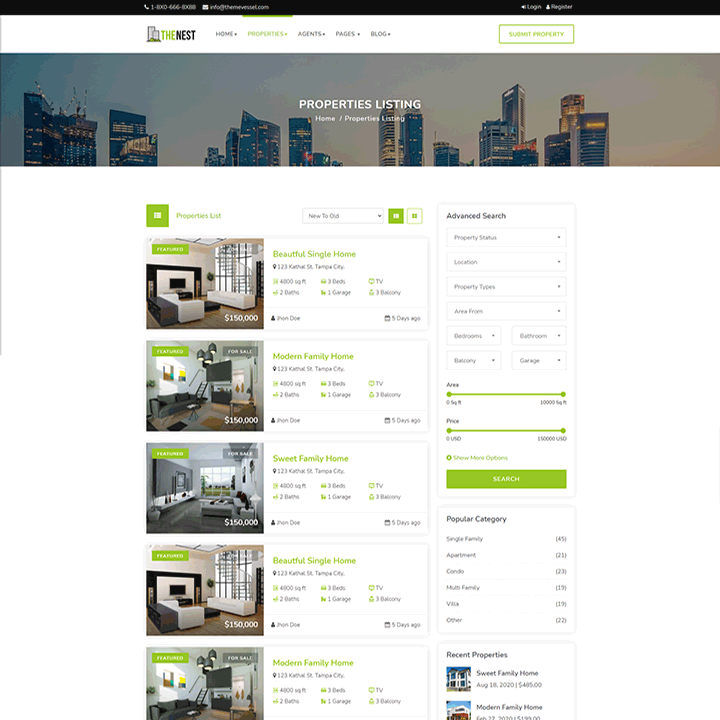 1-8X0-666-8X88 info@themevessel.com Login Register
THENEST HOME PROPERTIES AGENTS PAGES BLOG SUBMIT PROPERTY
PROPERTIES LISTING
Home / Properties Listing
Properties List New To Old
FEATURED FOR SALE
$150,000
Beautful Single Home
123 Kathal St. Tampa City,
4800 sq ft 3 Beds TV
2 Baths 1 Garage 3 Balcony
Jhon Doe 5 Days ago
FEATURED FOR SALE
$150,000
Modern Family Home
123 Kathal St. Tampa City,
4800 sq ft 3 Beds TV
2 Baths 1 Garage 3 Balcony
Jhon Doe 5 Days ago
FEATURED FOR SALE
$150,000
Sweet Family Home
123 Kathal St. Tampa City,
4800 sq ft 3 Beds TV
2 Baths 1 Garage 3 Balcony
Jhon Doe 5 Days ago
FEATURED FOR SALE
$150,000
Beautful Single Home
123 Kathal St. Tampa City,
4800 sq ft 3 Beds TV
2 Baths 1 Garage 3 Balcony
Jhon Doe 5 Days ago
FEATURED FOR SALE
Modern Family Home
123 Kathal St. Tampa City,
4800 sq ft 3 Beds TV
2 Baths 1 Garage 3 Balcony
Advanced Search
Property Status
Location
Property Types
Area From
Bedrooms Bathroom
Balcony Garage
Area
0 Sq ft 10000 Sq ft
Price
0 USD 150000 USD
Show More Options
SEARCH
Popular Category
Single Family (45)
Apartment (21)
Condo (23)
Multi Family (19)
Villa (19)
Other (22)
Recent Properties
Sweet Family Home
Aug 18, 2020 | $485,00
Modern Family Home
Feb 27, 2020 | $199,00